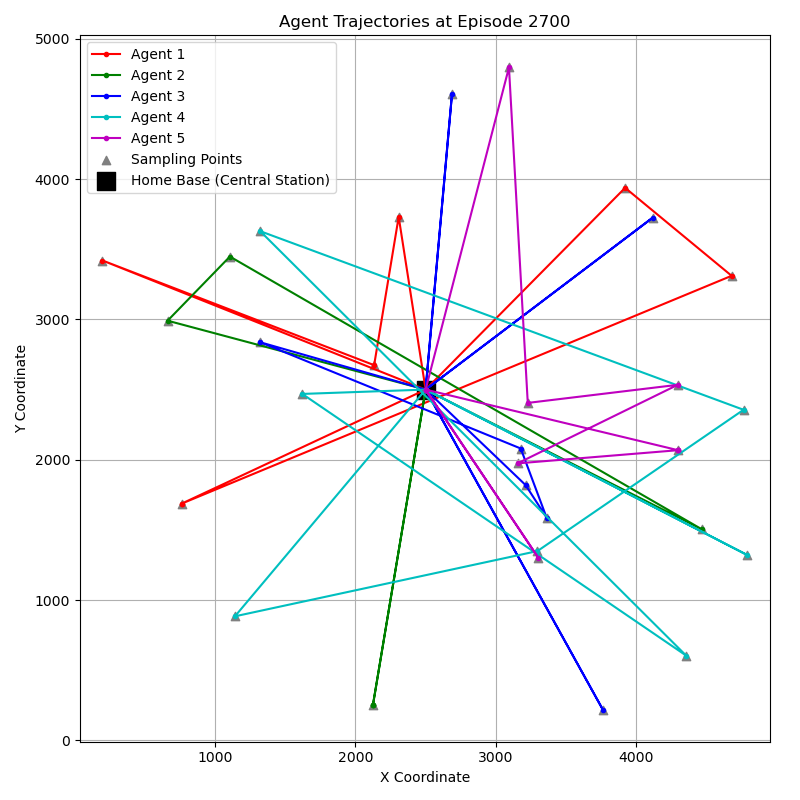 Agent Trajectories at Episode 2700
Agent 1
Agent 2
Agent 3
Agent 4
Agent 5
Sampling Points
Home Base (Central Station)
Y Coordinate
5000
4000
3000
2000
1000
0
1000 2000 3000 4000
X Coordinate